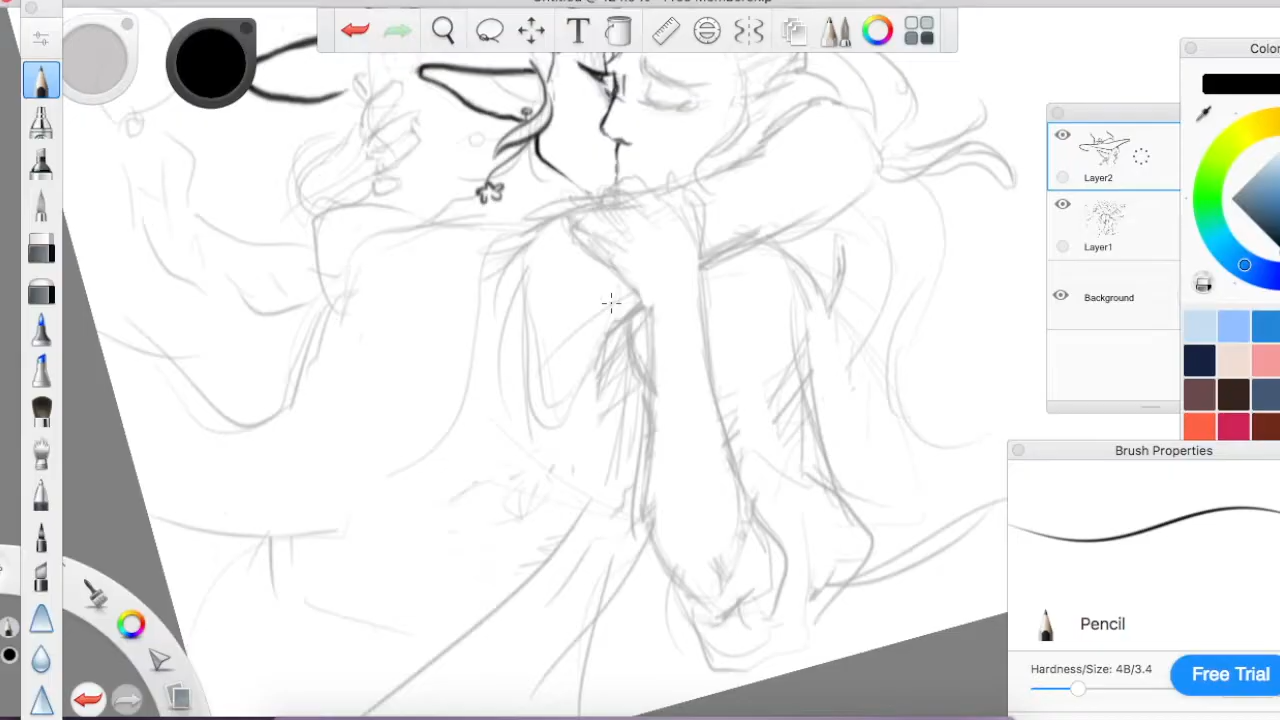 T
Color
Layer2
Layer1
Background
Brush Properties
Pencil
Hardness/Size: 4B/3.4
Free Trial